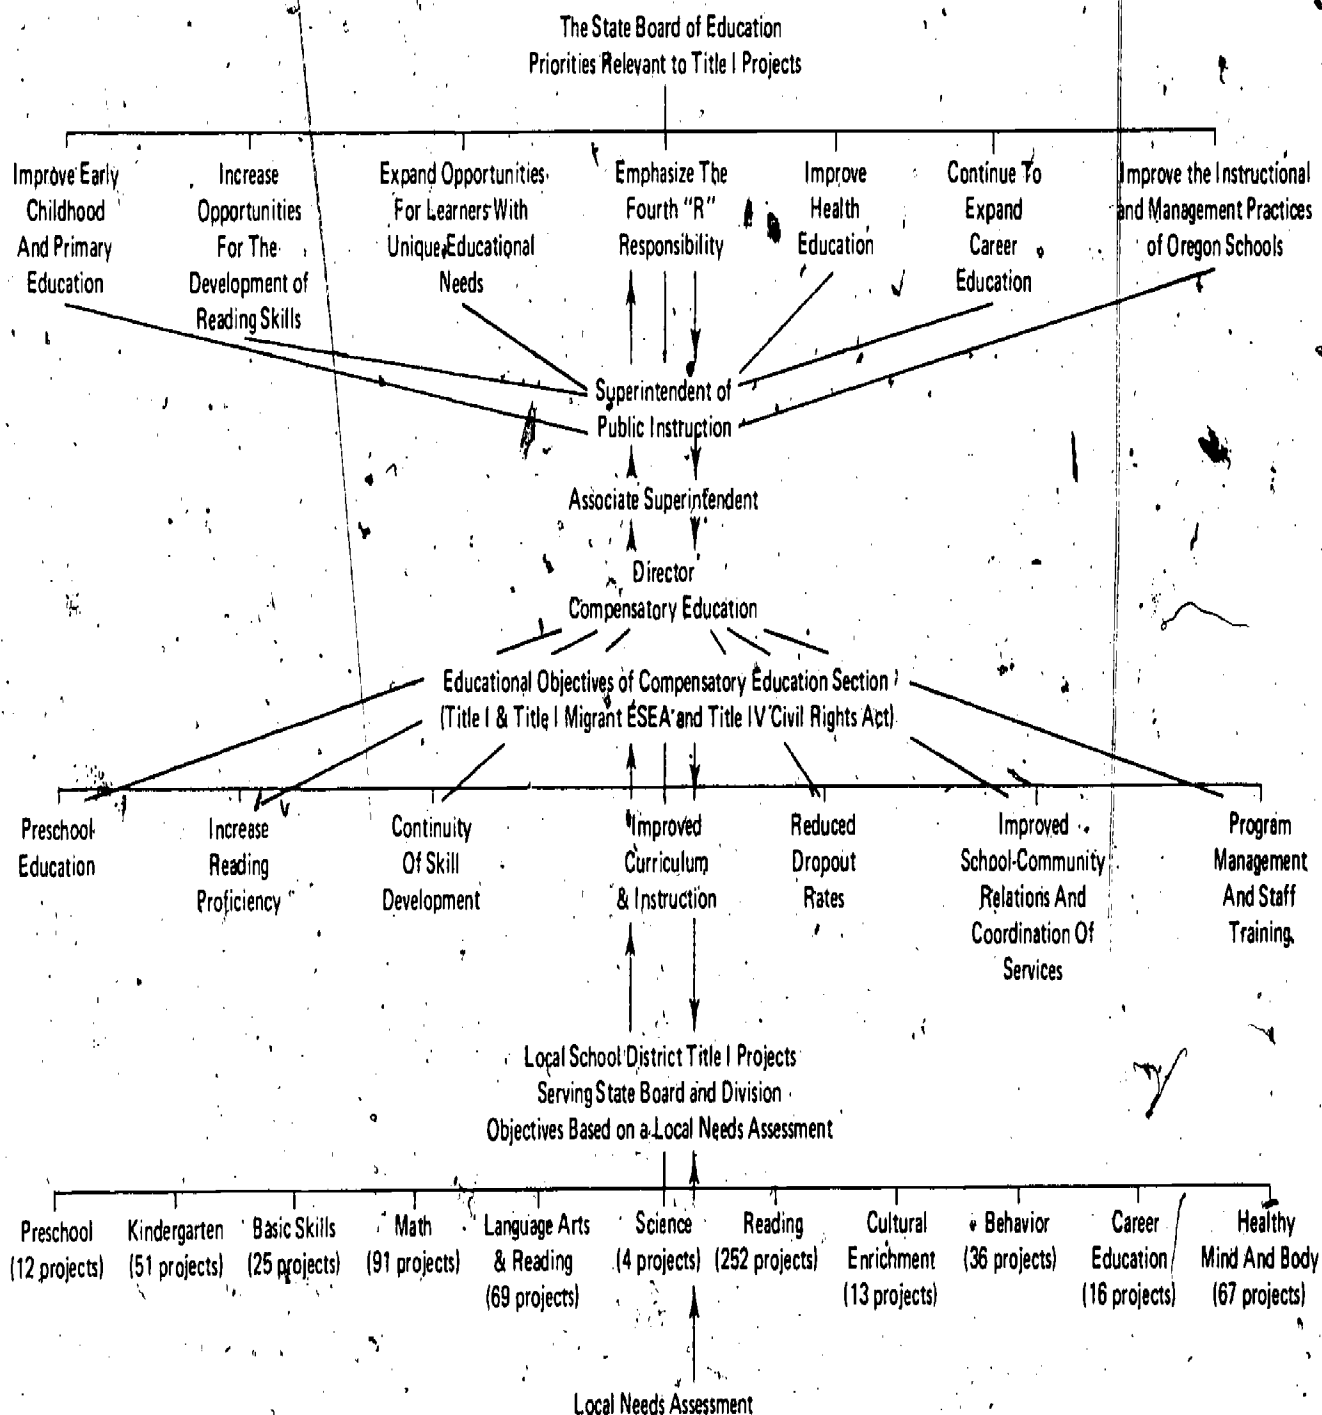 The State Board of Education
Priorities Relevant to Title I Projects
Improve Early
Childhood
And Primary
Education
Increase
Opportunities
For The
Development of
Reading Skills
Expand Opportunities
For Learners With
Unique Educational
Needs
Emphasize The
Fourth "R"
Responsibility
Improve
Health
Education
Continue To
Expand
Career
Education
Improve the Instructional
and Management Practices
of Oregon Schools
Superintendent of
Public Instruction
Associate Superintendent
Director
Compensatory Education
Educational Objectives of Compensatory Education Section
(Title I & Title I Migrant ESEA and Title IV Civil Rights Act)
Preschool
Education
Increase
Reading
Proficiency
Continuity
Of Skill
Development
Improved
Curriculum
& Instruction
Reduced
Dropout
Rates
Improved
School-Community
Relations And
Coordination Of
Services
Program
Management
And Staff
Training
Local School District Title I Projects
Serving State Board and Division
Objectives Based on a Local Needs Assessment
Preschool
(12 projects)
Kindergarten
(51 projects)
Basic Skills
(25 projects)
Math
(91 projects)
Language Arts
& Reading
(69 projects)
Science
(4 projects)
Reading
(252 projects)
Cultural
Enrichment
(13 projects)
Behavior
(36 projects)
Career
Education
(16 projects)
Healthy
Mind And Body
(67 projects)
Local Needs Assessment